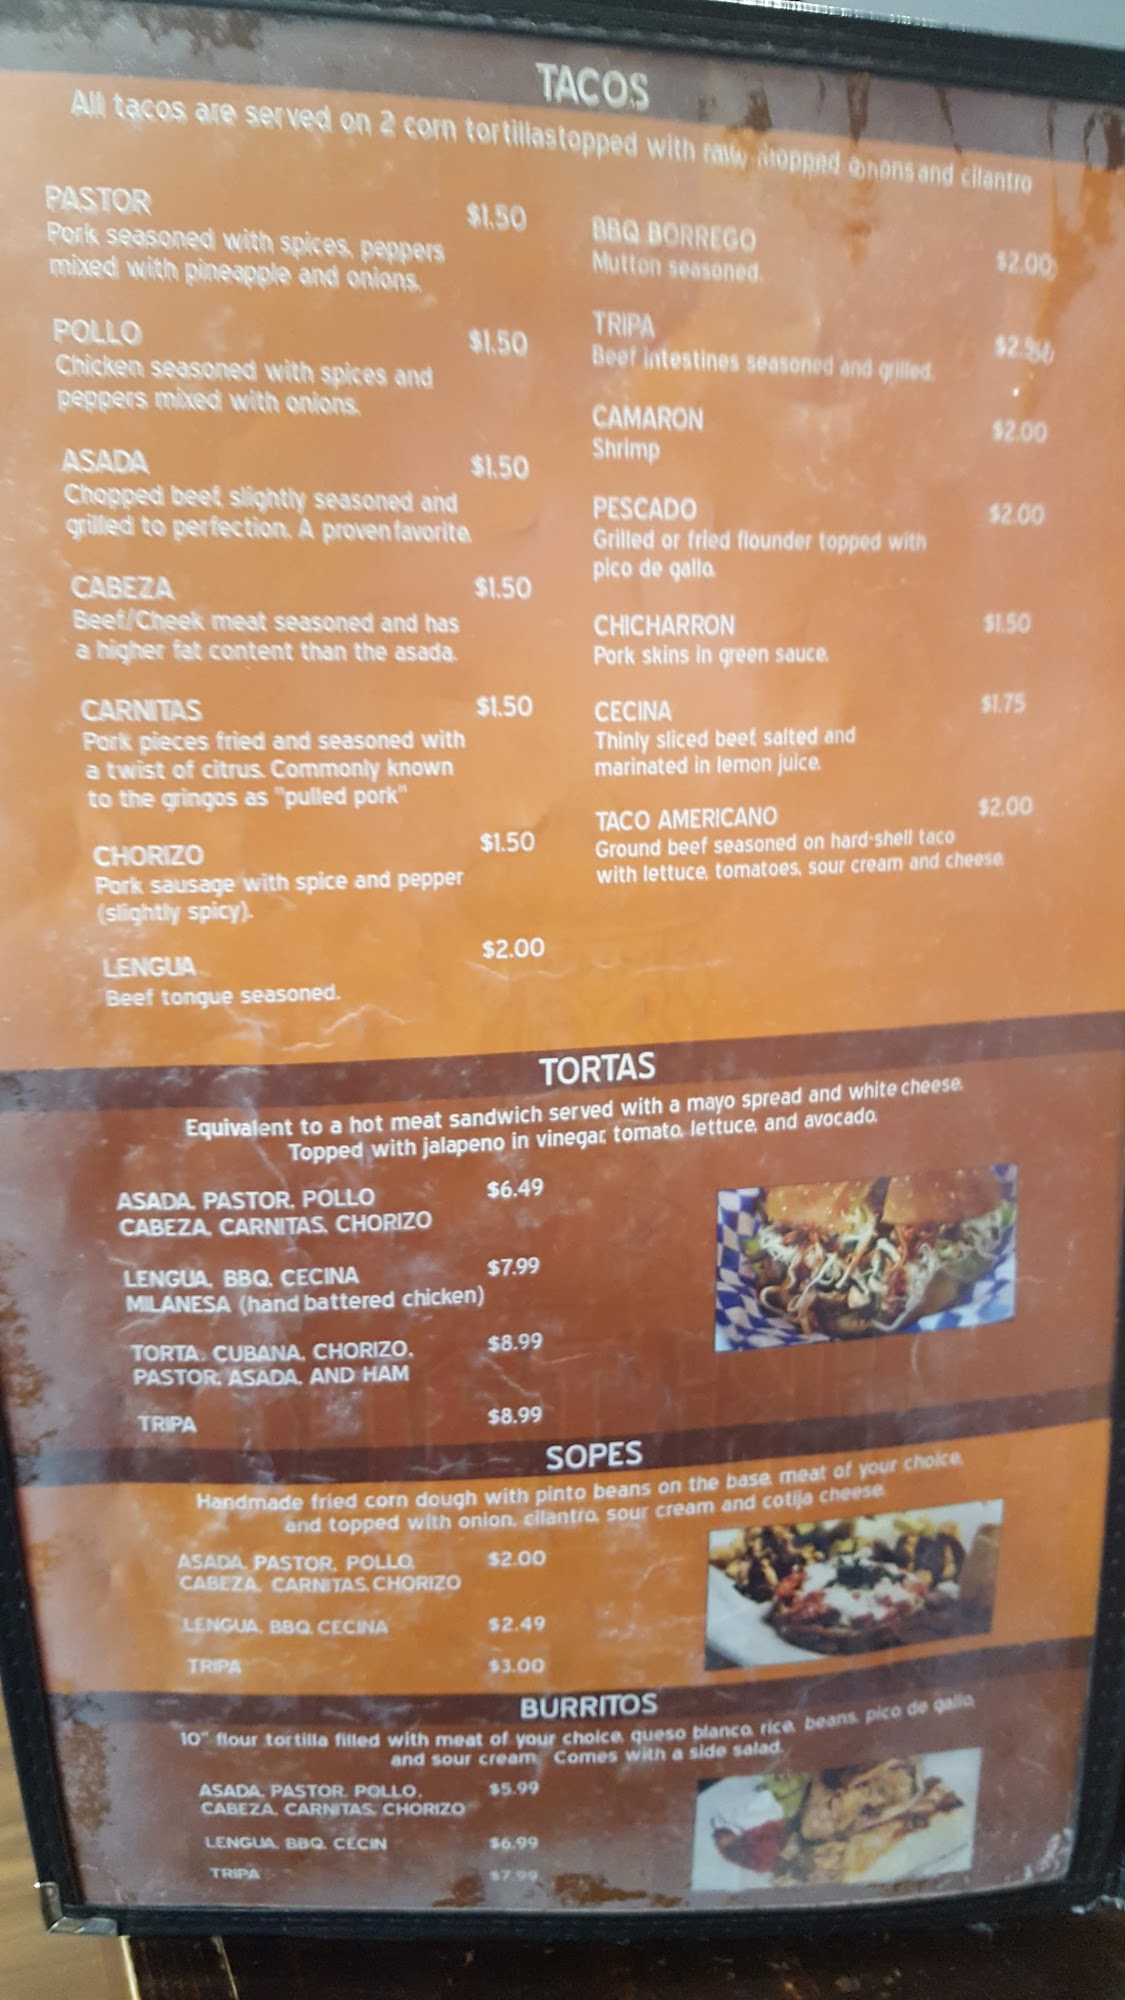 TACOS
All tacos are served on 2 corn tortillastopped with raw chopped onions and cilantro
PASTOR $1.50
Pork seasoned with spices, peppers
mixed with pineapple and onions.
POLLO $1.50
Chicken seasoned with spices and
peppers mixed with onions.
ASADA $1.50
Chopped beef, slightly seasoned and
grilled to perfection. A proven favorite.
CABEZA $1.50
Beef/Cheek meat seasoned and has
a higher fat content than the asada.
CARNITAS $1.50
Pork pieces fried and seasoned with
a twist of citrus. Commonly known
to the gringos as "pulled pork"
CHORIZO $1.50
Pork sausage with spice and pepper
(slightly spicy).
LENGUA $2.00
Beef tongue seasoned.
BBQ BORREGO $2.00
Mutton seasoned.
TRIPA
Beef intestines seasoned and grilled.
CAMARON $2.00
Shrimp
PESCADO $2.00
Grilled or fried flounder topped with
pico de gallo.
CHICHARRON $1.50
Pork skins in green sauce.
CECINA $1.75
Thinly sliced beef, salted and
marinated in lemon juice.
TACO AMERICANO $2.00
Ground beef seasoned on hard-shell taco
with lettuce, tomatoes, sour cream and cheese.
TORTAS
Equivalent to a hot meat sandwich served with a mayo spread and white cheese.
Topped with jalapeno in vinegar, tomato, lettuce, and avocado.
ASADA, PASTOR, POLLO $6.49
CABEZA, CARNITAS, CHORIZO
LENGUA, BBQ, CECINA $7.99
MILANESA (hand battered chicken)
TORTA. CUBANA, CHORIZO, $8.99
PASTOR, ASADA, AND HAM
TRIPA $8.99
SOPES
Handmade fried corn dough with pinto beans on the base, meat of your choice,
and topped with onion, cilantro, sour cream and cotija cheese.
ASADA, PASTOR, POLLO, $2.00
CABEZA, CARNITAS, CHORIZO
LENGUA, BBQ, CECINA $2.49
TRIPA $3.00
BURRITOS
10" flour tortilla filled with meat of your choice, queso blanco, rice, beans, pico de gallo,
and sour cream. Comes with a side salad.
ASADA, PASTOR, POLLO, $5.99
CABEZA, CARNITAS, CHORIZO
LENGUA, BBQ, CECIN $6.99
TRIPA $7.99